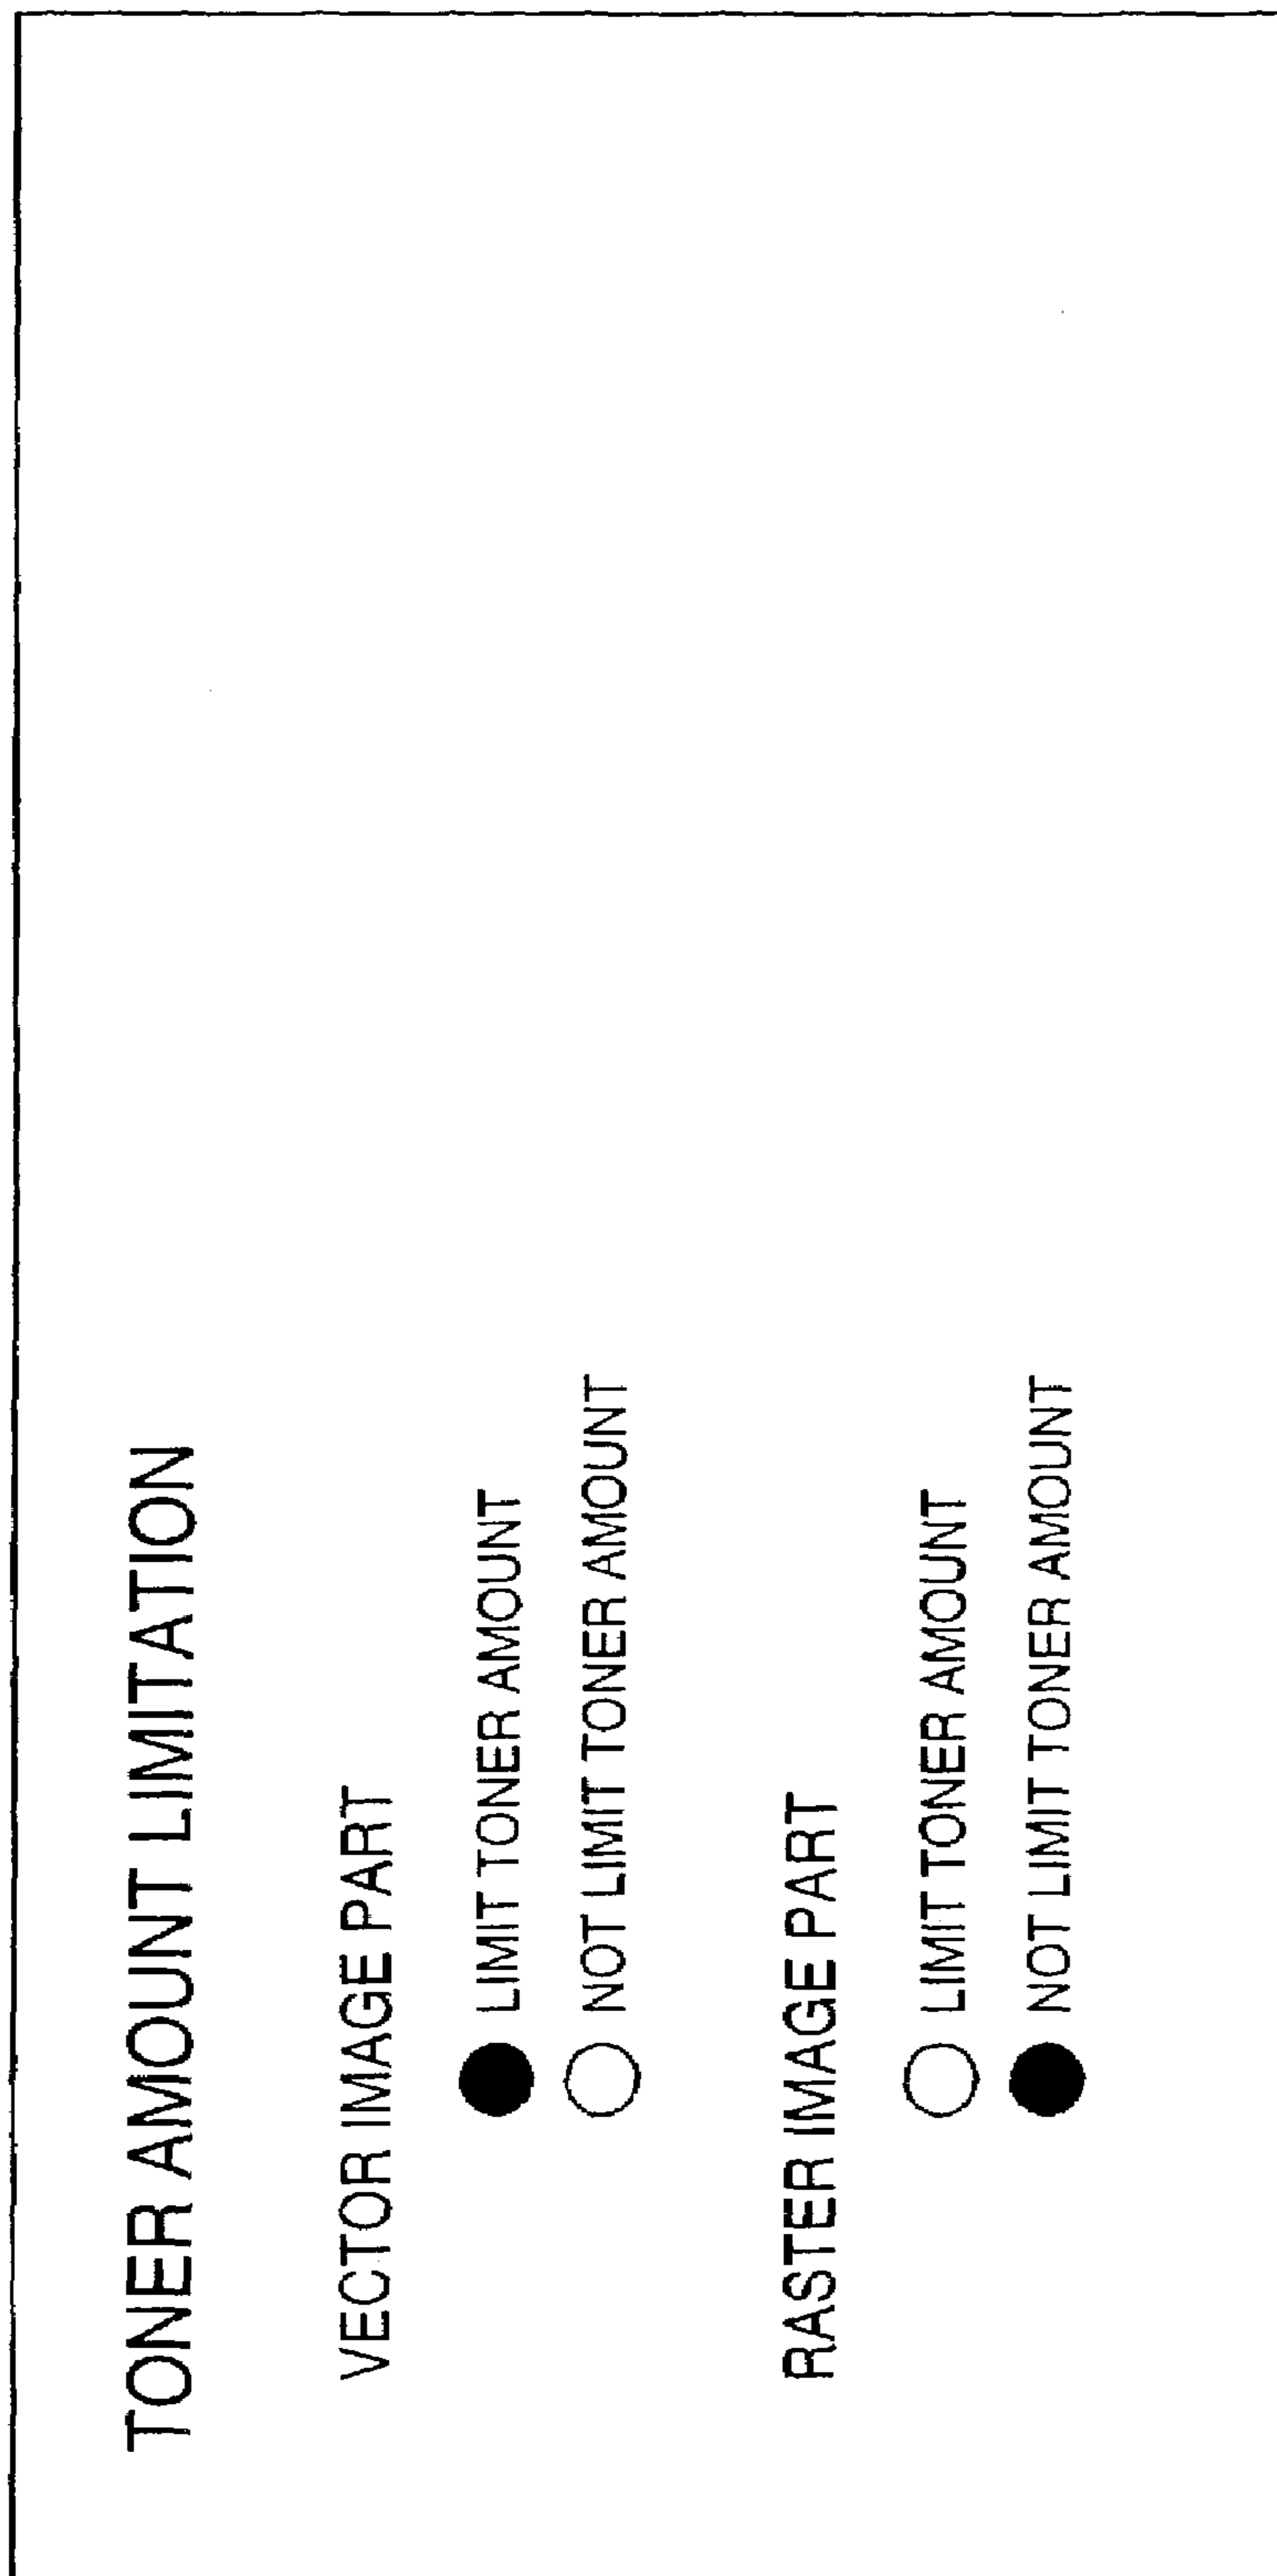 TONER AMOUNT LIMITATION
VECTOR IMAGE PART
LIMIT TONER AMOUNT
NOT LIMIT TONER AMOUNT
RASTER IMAGE PART
LIMIT TONER AMOUNT
NOT LIMIT TONER AMOUNT